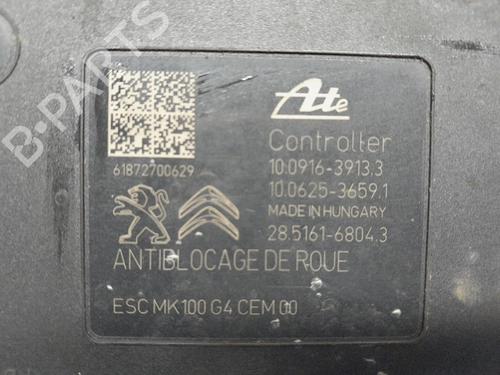 B-PARTS
Ate
Controller
61872700629
10.0916-3913.3
10.0625-3659.1
MADE IN HUNGARY
28.5161-6804.3
ANTIBLOCAGE DE ROUE
ESC MK100 G4 CEM 00